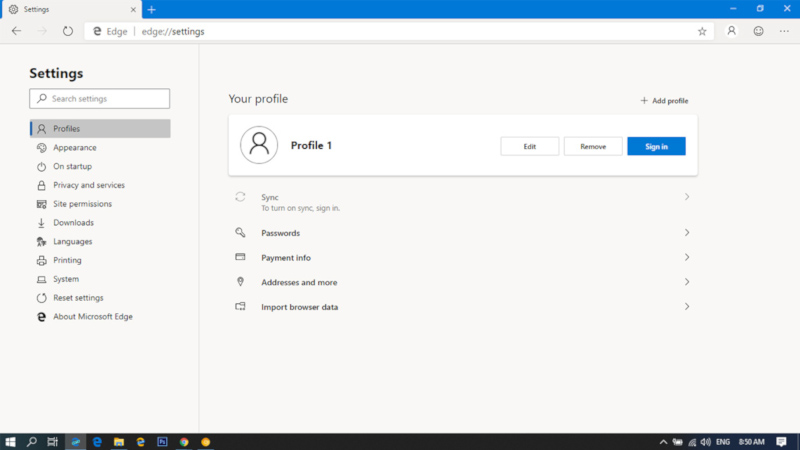 Settings
Edge | edge://settings
Settings
Search settings
Profiles
Appearance
On startup
Privacy and services
Site permissions
Downloads
Languages
Printing
System
Reset settings
About Microsoft Edge
Your profile
Add profile
Profile 1
Edit
Remove
Sign in
Sync
To turn on sync, sign in.
Passwords
Payment info
Addresses and more
Import browser data
Ps
ENG
8:50 AM